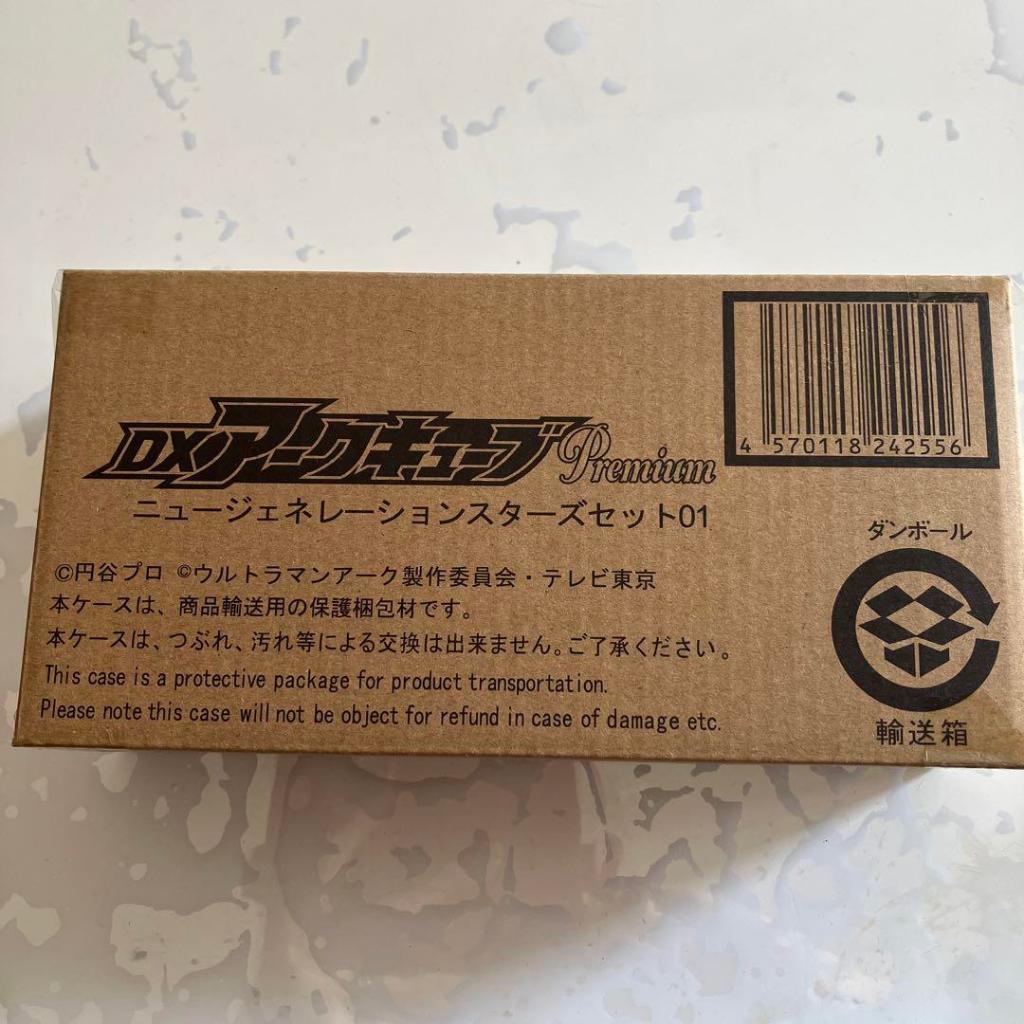 DXアークキューブPremium
ニュージェネレーションスターズセット01
4 570118 242556
©円谷プロ ©ウルトラマンアーク製作委員会・テレビ東京
本ケースは、商品輸送用の保護梱包材です。
本ケースは、つぶれ、汚れ等による交換は出来ません。ご了承ください。
This case is a protective package for product transportation.
Please note this case will not be object for refund in case of damage etc.
ダンボール
輸送箱